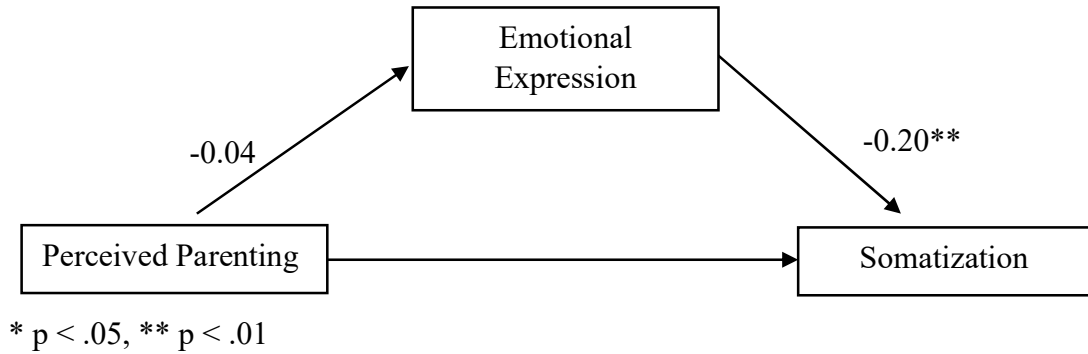 Emotional
Expression
-0.04
-0.20**
Perceived Parenting
Somatization
* p < .05, ** p < .01